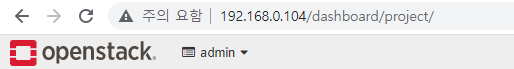 주의 요함 | 192.168.0.104/dashboard/project/
openstack. admin